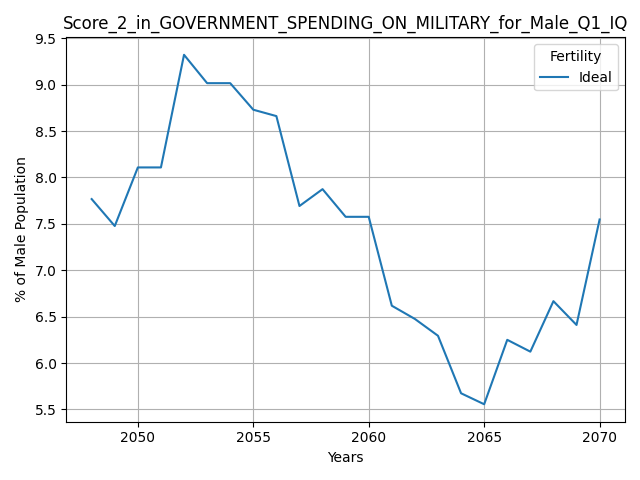 Score_2_in_GOVERNMENT_SPENDING_ON_MILITARY_for_Male_Q1_IQ
Fertility
Ideal
% of Male Population
9.5
9.0
8.5
8.0
7.5
7.0
6.5
6.0
5.5
2050 2055 2060 2065 2070
Years